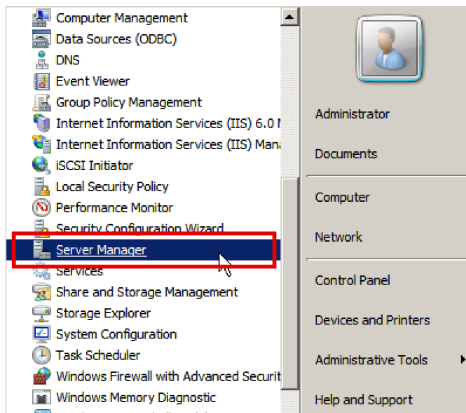 Computer Management
Data Sources (ODBC)
DNS
Event Viewer
Group Policy Management
Internet Information Services (IIS) 6.0
Internet Information Services (IIS) Mana
iSCSI Initiator
Local Security Policy
Performance Monitor
Security Configuration Wizard
Server Manager
Services
Share and Storage Management
Storage Explorer
System Configuration
Task Scheduler
Windows Firewall with Advanced Securit
Windows Memory Diagnostic
Administrator
Documents
Computer
Network
Control Panel
Devices and Printers
Administrative Tools
Help and Support